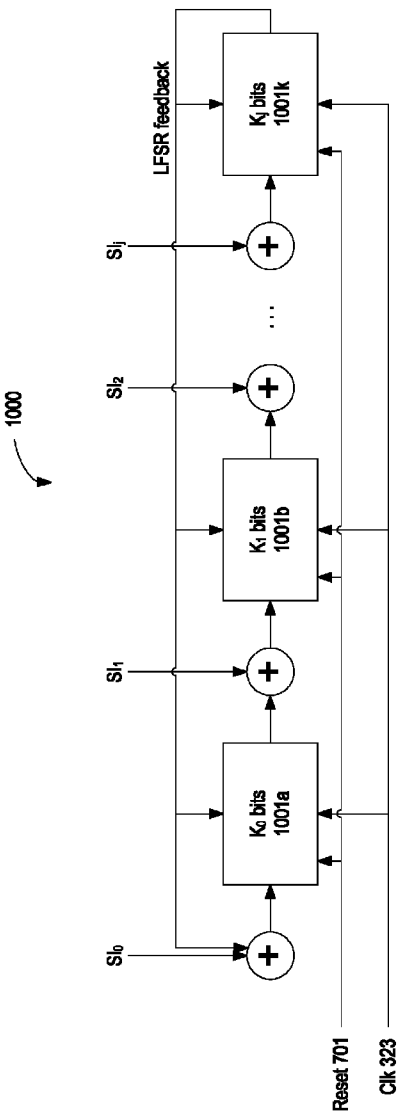 1000
SI₀
SI₁
SI₂
SIⱼ
LFSR feedback
+
K₀ bits
1001a
+
K₁ bits
1001b
+
...
+
Kⱼ bits
1001k
Reset 701
Clk 323